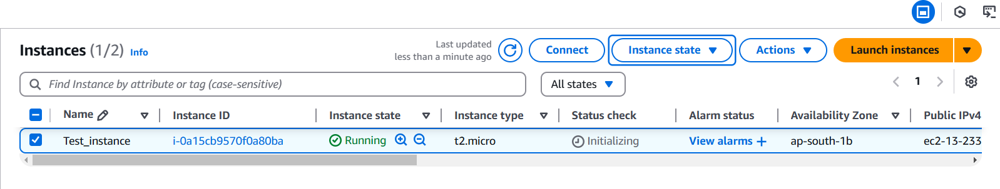 Instances (1/2) Info
Last updated
less than a minute ago
Connect
Instance state
Actions
Launch instances
Find Instance by attribute or tag (case-sensitive)
All states
1
Name Instance ID Instance state Instance type Status check Alarm status Availability Zone Public IPv4
Test_instance i-0a15cb9570f0a80ba Running t2.micro Initializing View alarms + ap-south-1b ec2-13-233